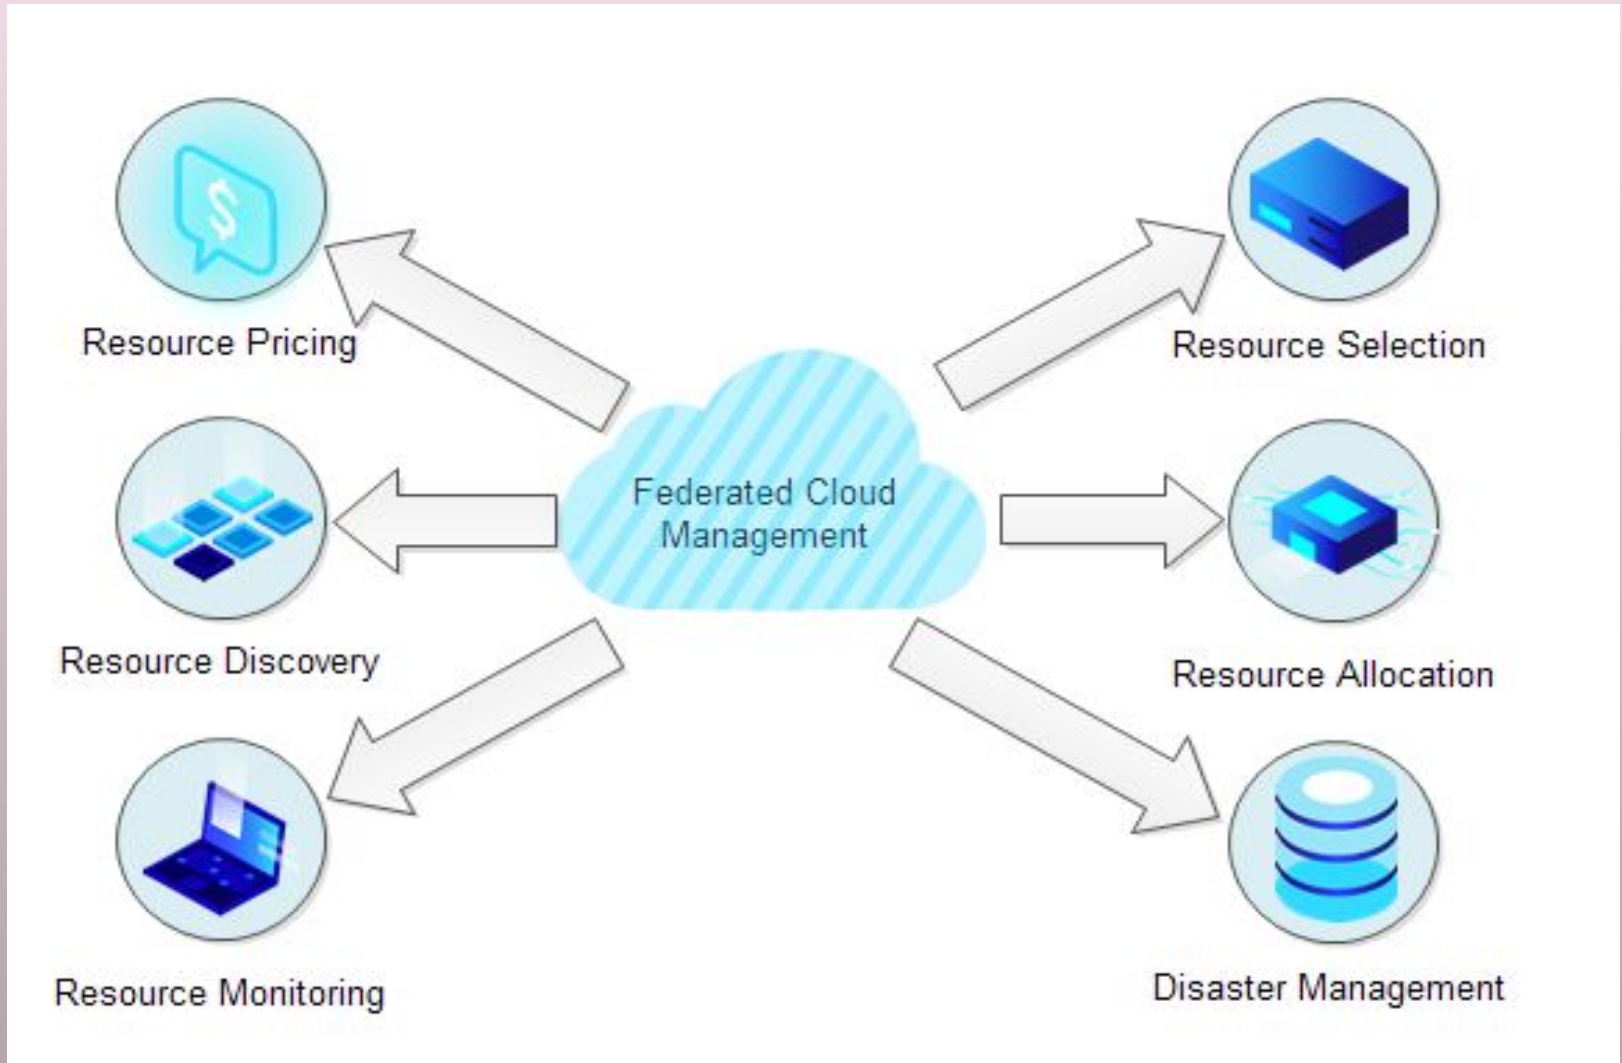 $
Resource Pricing
Resource Selection
Federated Cloud
Management
Resource Discovery
Resource Allocation
Resource Monitoring
Disaster Management